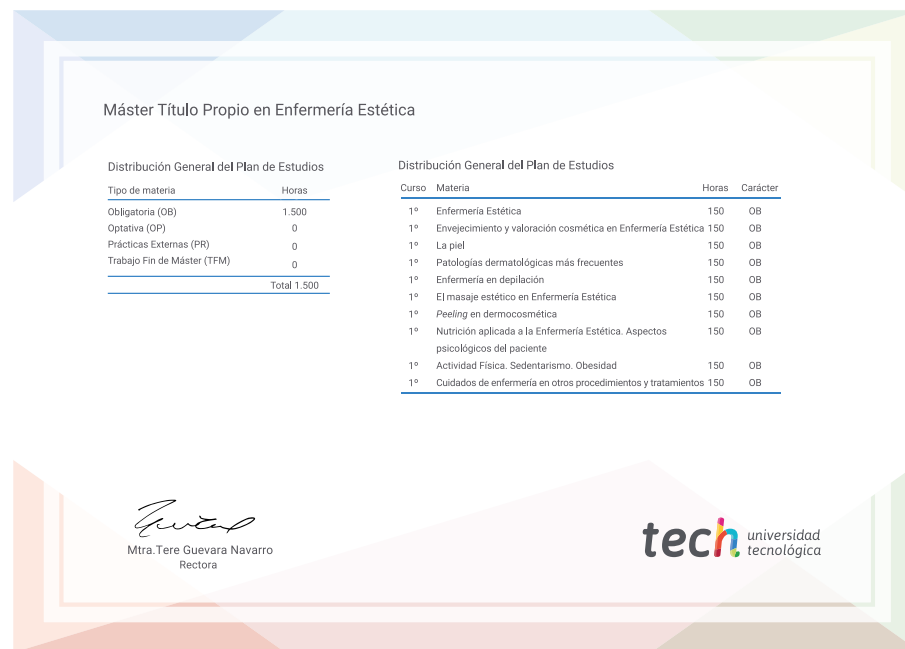 Máster Título Propio en Enfermería Estética
Distribución General del Plan de Estudios
Tipo de materia Horas
Obligatoria (OB) 1.500
Optativa (OP) 0
Prácticas Externas (PR) 0
Trabajo Fin de Máster (TFM) 0
Total 1.500
Distribución General del Plan de Estudios
Curso Materia Horas Carácter
1º Enfermería Estética 150 OB
1º Envejecimiento y valoración cosmética en Enfermería Estética 150 OB
1º La piel 150 OB
1º Patologías dermatológicas más frecuentes 150 OB
1º Enfermería en depilación 150 OB
1º El masaje estético en Enfermería Estética 150 OB
1º Peeling en dermocosmética 150 OB
1º Nutrición aplicada a la Enfermería Estética. Aspectos 150 OB
psicológicos del paciente
1º Actividad Física. Sedentarismo. Obesidad 150 OB
1º Cuidados de enfermería en otros procedimientos y tratamientos 150 OB
Mtra.Tere Guevara Navarro
Rectora
tech universidad
tecnológica